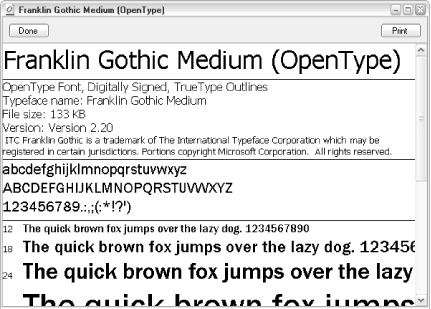 Franklin Gothic Medium (OpenType)
Done
Print
Franklin Gothic Medium (OpenType)
OpenType Font, Digitally Signed, TrueType Outlines
Typeface name: Franklin Gothic Medium
File size: 133 KB
Version: Version 2.20
ITC Franklin Gothic is a trademark of The International Typeface Corporation which may be
registered in certain jurisdictions. Portions copyright Microsoft Corporation. All rights reserved.
abcdefghijklmnopqrstuvwxyz
ABCDEFGHIJKLMNOPQRSTUVWXYZ
123456789.:,;(:*!?')
12 The quick brown fox jumps over the lazy dog. 1234567890
18 The quick brown fox jumps over the lazy dog. 123456
24 The quick brown fox jumps over the lazy
The quick brown fox jumps